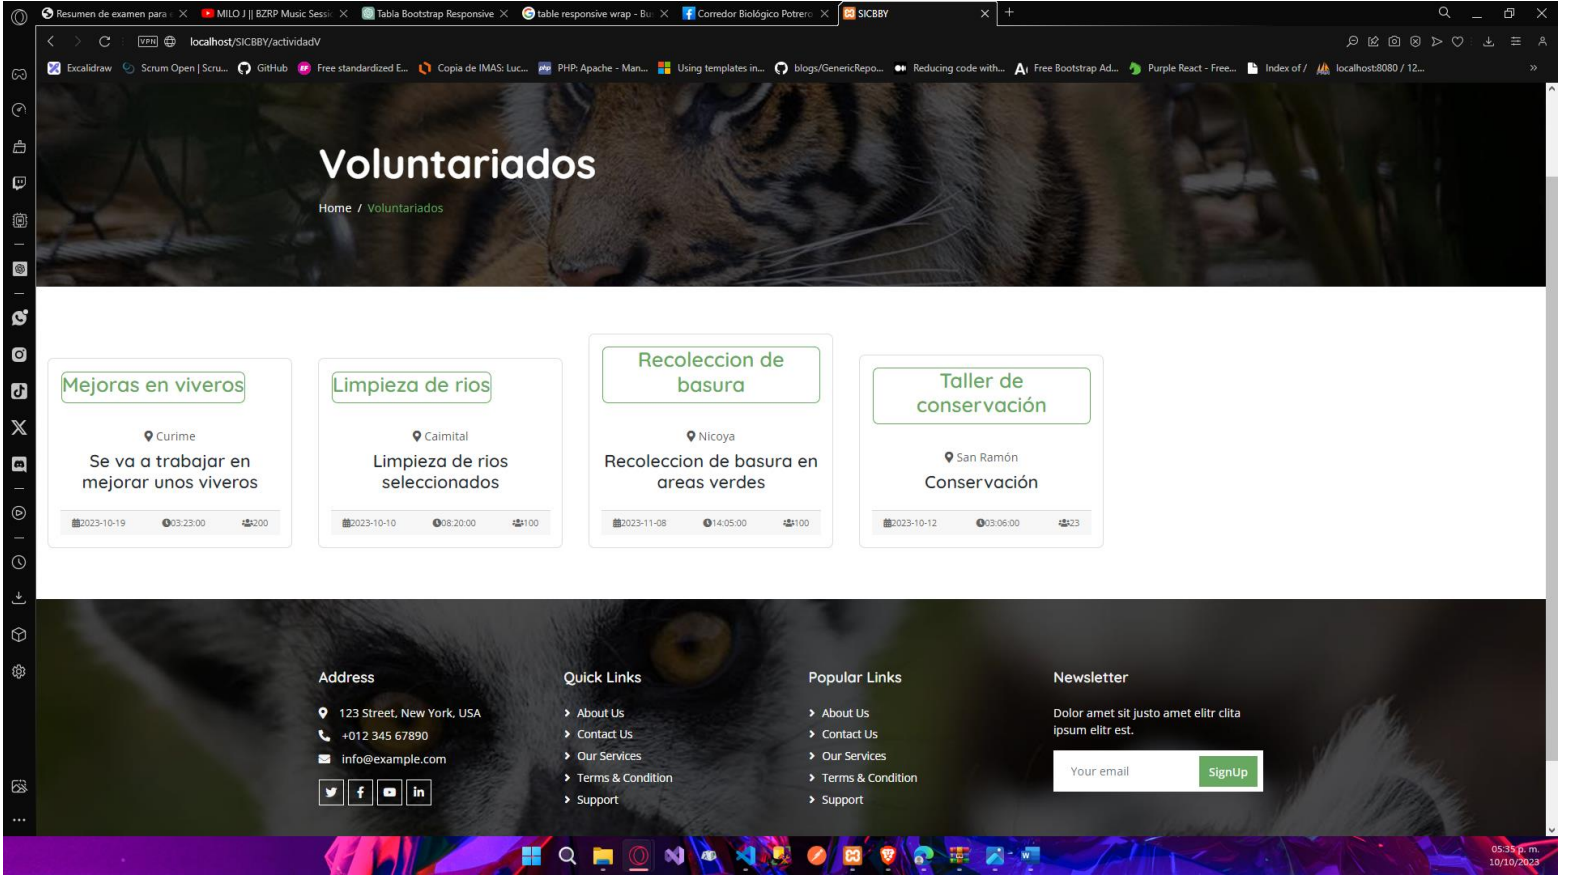 Resumen de examen para e
MILO J || BZRP Music Sessic
Tabla Bootstrap Responsive
table responsive wrap - Bus
Corredor Biológico Potrero
SICBBY
VPN
localhost/SICBBY/actividadV
Excalidraw
Scrum Open | Scru...
GitHub
Free standardized E...
Copia de IMAS: Luc...
PHP: Apache - Man...
Using templates in...
blogs/GenericRepo...
Reducing code with...
Free Bootstrap Ad...
Purple React - Free...
Index of /
localhost:8080 / 12...
Voluntariados
Home / Voluntariados
Mejoras en viveros
Curime
Se va a trabajar en
mejorar unos viveros
2023-10-19 03:23:00 200
Limpieza de rios
Caimital
Limpieza de rios
seleccionados
2023-10-10 08:20:00 100
Recoleccion de
basura
Nicoya
Recoleccion de basura en
areas verdes
2023-11-08 14:05:00 100
Taller de
conservación
San Ramón
Conservación
2023-10-12 03:06:00 23
Address
123 Street, New York, USA
+012 345 67890
info@example.com
Quick Links
About Us
Contact Us
Our Services
Terms & Condition
Support
Popular Links
About Us
Contact Us
Our Services
Terms & Condition
Support
Newsletter
Dolor amet sit justo amet elitr clita
ipsum elitr est.
Your email
SignUp
05:35 p. m.
10/10/2023